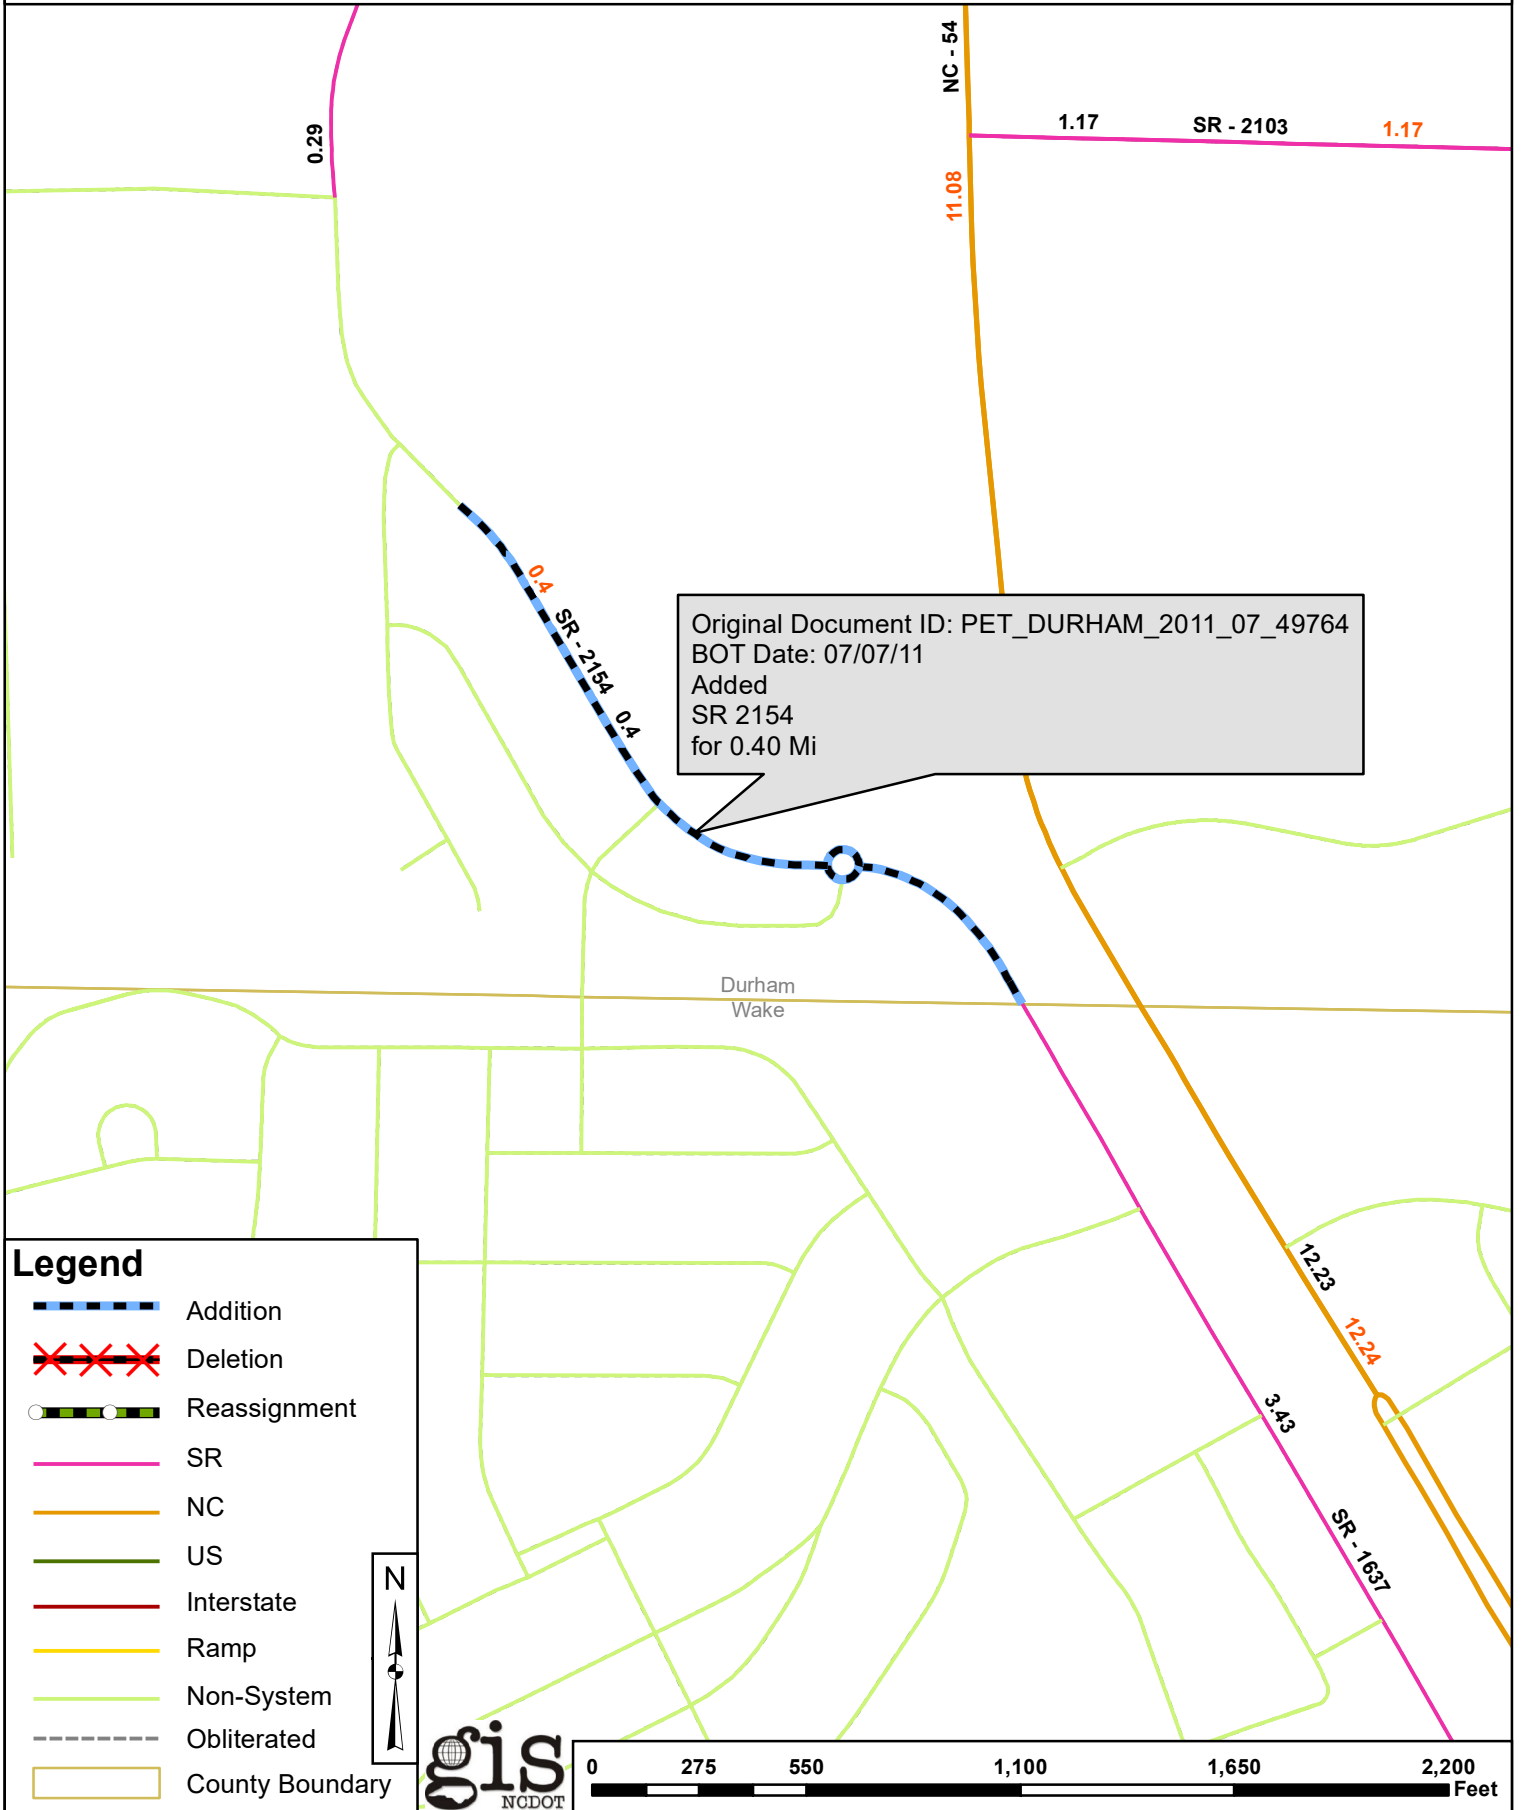 NC - 54
0.29
1.17
SR - 2103
1.17
11.08
0.4
SR - 2154
0.4
Original Document ID: PET_DURHAM_2011_07_49764
BOT Date: 07/07/11
Added
SR 2154
for 0.40 Mi
Durham
Wake
12.23
12.24
3.43
SR - 1637
Legend
Addition
Deletion
Reassignment
SR
NC
US
Interstate
Ramp
Non-System
Obliterated
County Boundary
N
gis
NCDOT
0 275 550 1,100 1,650 2,200
Feet